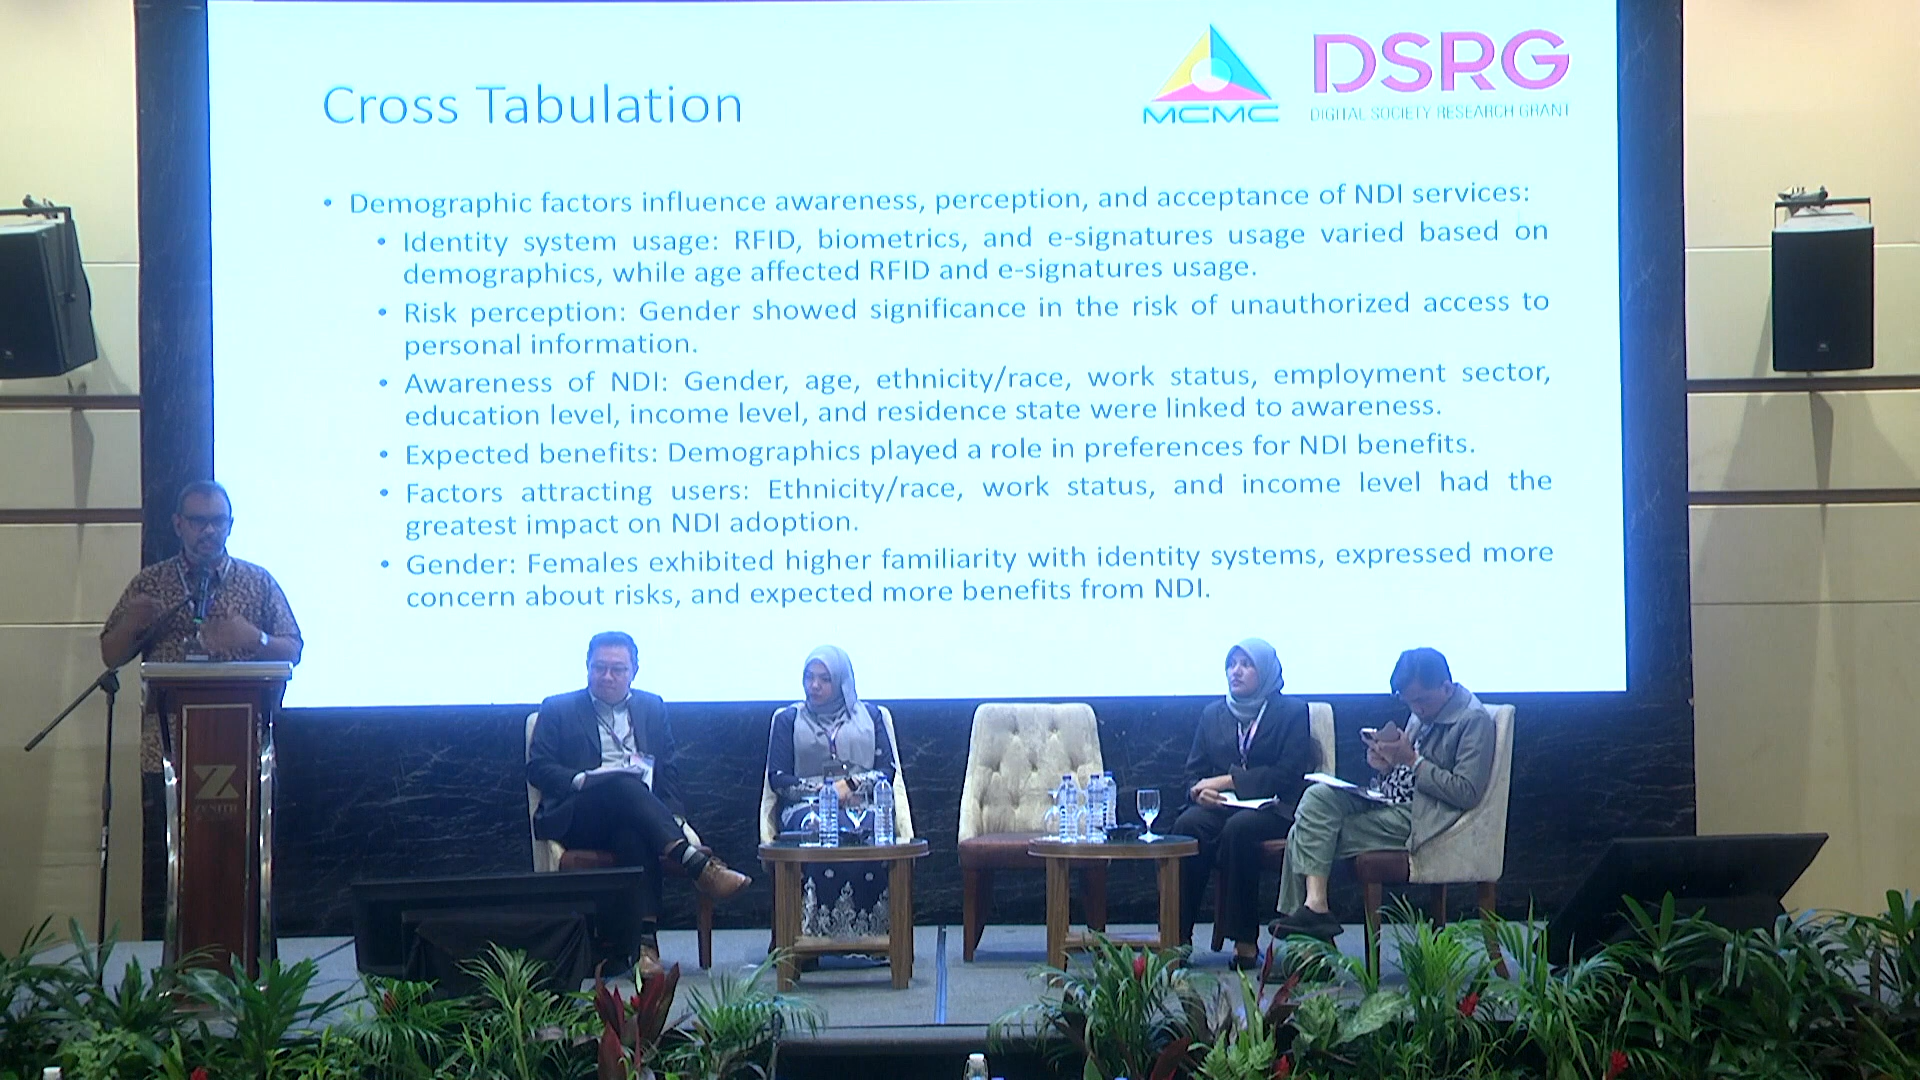 Cross Tabulation
MCMC
DSRG
DIGITAL SOCIETY RESEARCH GRANT
• Demographic factors influence awareness, perception, and acceptance of NDI services:
• Identity system usage: RFID, biometrics, and e-signatures usage varied based on
demographics, while age affected RFID and e-signatures usage.
• Risk perception: Gender showed significance in the risk of unauthorized access to
personal information.
• Awareness of NDI: Gender, age, ethnicity/race, work status, employment sector,
education level, income level, and residence state were linked to awareness.
• Expected benefits: Demographics played a role in preferences for NDI benefits.
• Factors attracting users: Ethnicity/race, work status, and income level had the
greatest impact on NDI adoption.
• Gender: Females exhibited higher familiarity with identity systems, expressed more
concern about risks, and expected more benefits from NDI.
Z
ZENITH